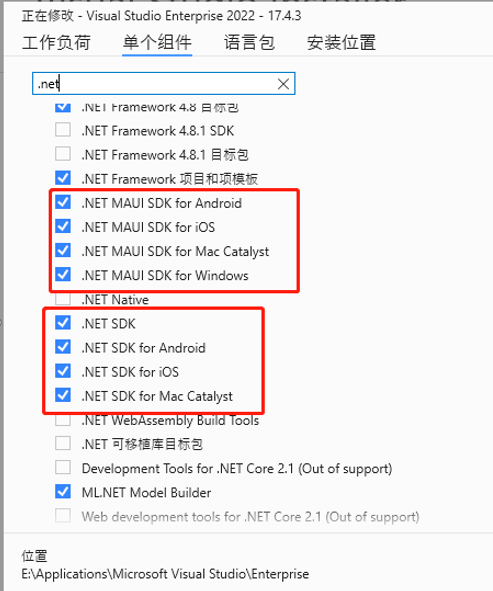 正在修改 - Visual Studio Enterprise 2022 - 17.4.3
工作负荷 单个组件 语言包 安装位置
.net
.NET Framework 4.8 目标包
.NET Framework 4.8.1 SDK
.NET Framework 4.8.1 目标包
.NET Framework 项目和项模板
.NET MAUI SDK for Android
.NET MAUI SDK for iOS
.NET MAUI SDK for Mac Catalyst
.NET MAUI SDK for Windows
.NET Native
.NET SDK
.NET SDK for Android
.NET SDK for iOS
.NET SDK for Mac Catalyst
.NET WebAssembly Build Tools
.NET 可移植库目标包
Development Tools for .NET Core 2.1 (Out of support)
ML.NET Model Builder
Web development tools for .NET Core 2.1 (Out of support)
位置
E:\Applications\Microsoft Visual Studio\Enterprise